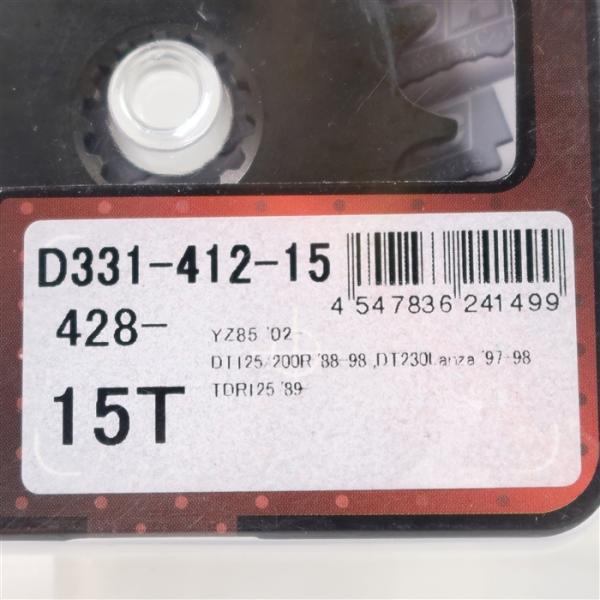 D331-412-15
4 547836 241499
428-
YZ85 '02-
DT125/200R '88-98 ,DT230Lanza '97-98
TDR125 '89-
15T